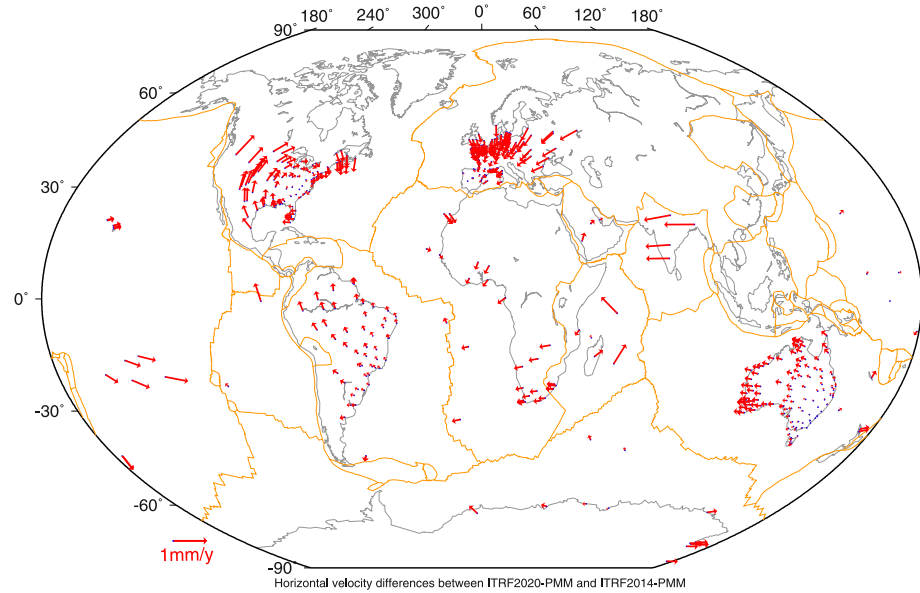 180˚ 240˚ 300˚ 0˚ 60˚ 120˚ 180˚
90˚
60˚
30˚
0˚
-30˚
-60˚
1mm/y
-90˚
Horizontal velocity differences between ITRF2020-PMM and ITRF2014-PMM